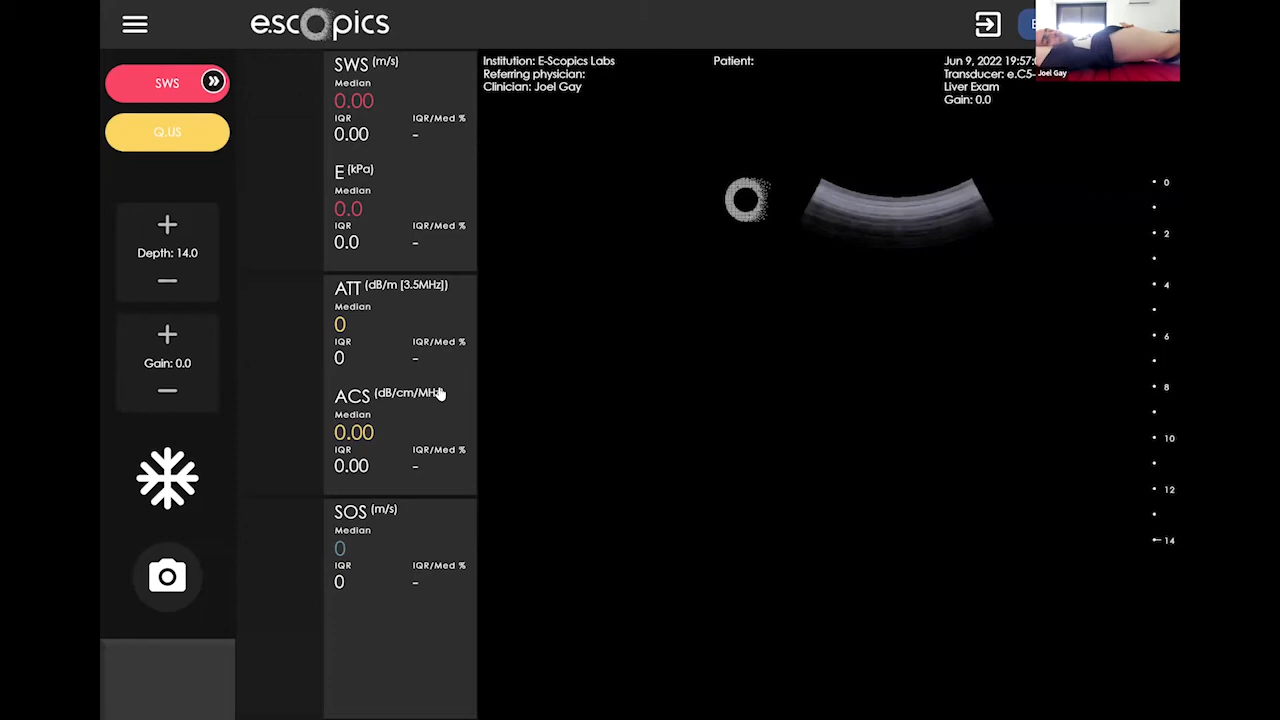 e.scopics
SWS
Q.US
Depth: 14.0
Gain: 0.0
SWS (m/s)
Median
0.00
IQR IQR/Med %
0.00 -
E (kPa)
Median
0.0
IQR IQR/Med %
0.0 -
ATT (dB/m [3.5MHz])
Median
0
IQR IQR/Med %
0 -
ACS (dB/cm/MHz)
Median
0.00
IQR IQR/Med %
0.00 -
SOS (m/s)
Median
0
IQR IQR/Med %
0 -
Institution: E-Scopics Labs
Referring physician:
Clinician: Joel Gay
Patient:
Jun 9, 2022 19:57:
Transducer: e.C5-
Liver Exam
Gain: 0.0
Joel Gay
0
2
4
6
8
10
12
14